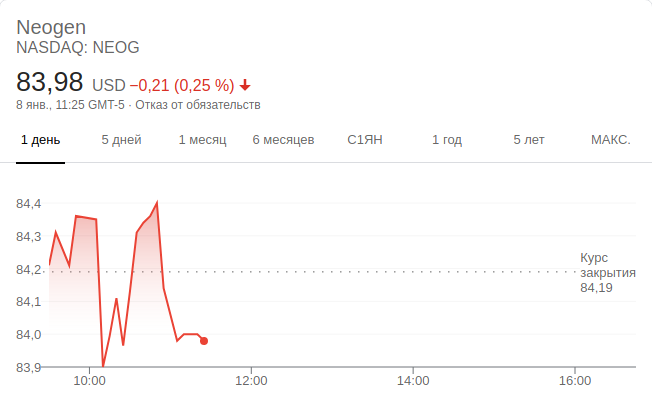 Neogen
NASDAQ: NEOG
83,98 USD −0,21 (0,25 %)
8 янв., 11:25 GMT-5 · Отказ от обязательств
1 день 5 дней 1 месяц 6 месяцев С1ЯН 1 год 5 лет МАКС.
84,4
84,3
84,2
84,1
84,0
83,9
Курс
закрытия
84,19
10:00 12:00 14:00 16:00